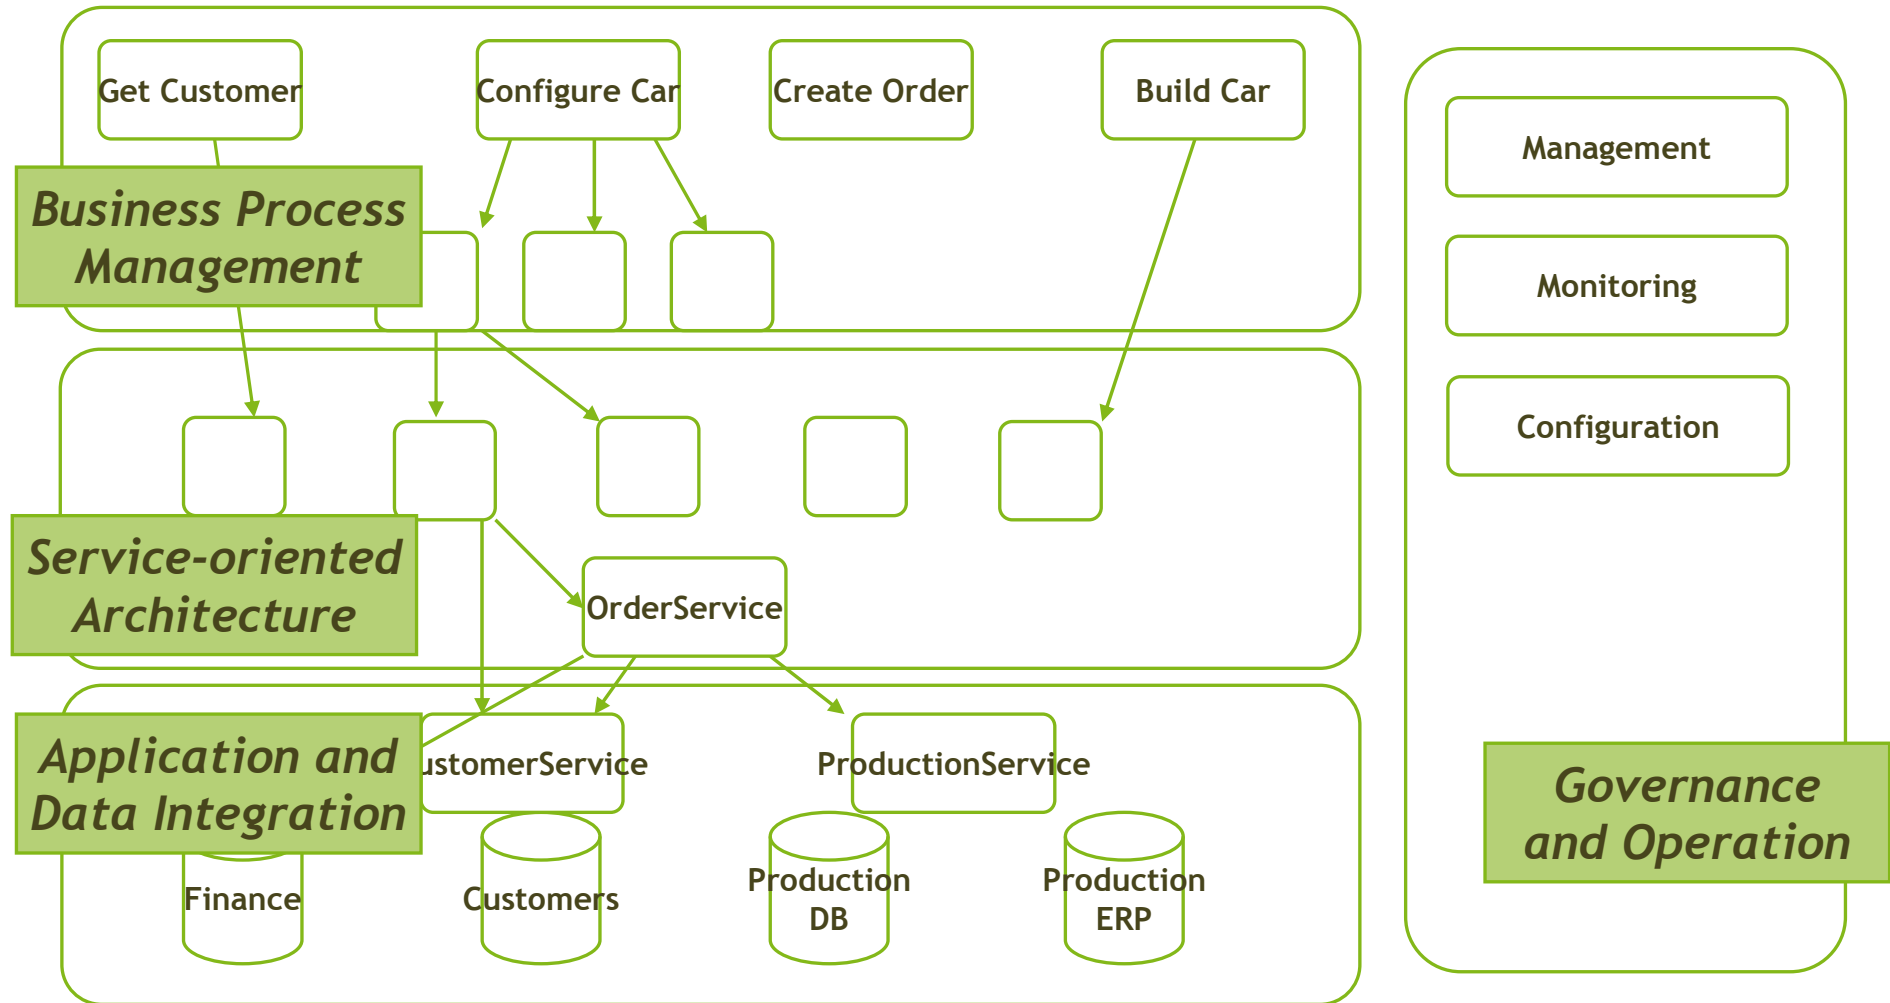 Get Customer
Configure Car
Create Order
Build Car
Business Process
Management
Service-oriented
Architecture
OrderService
Application and
Data Integration
ustomerService
ProductionService
Finance
Customers
Production
DB
Production
ERP
Management
Monitoring
Configuration
Governance
and Operation